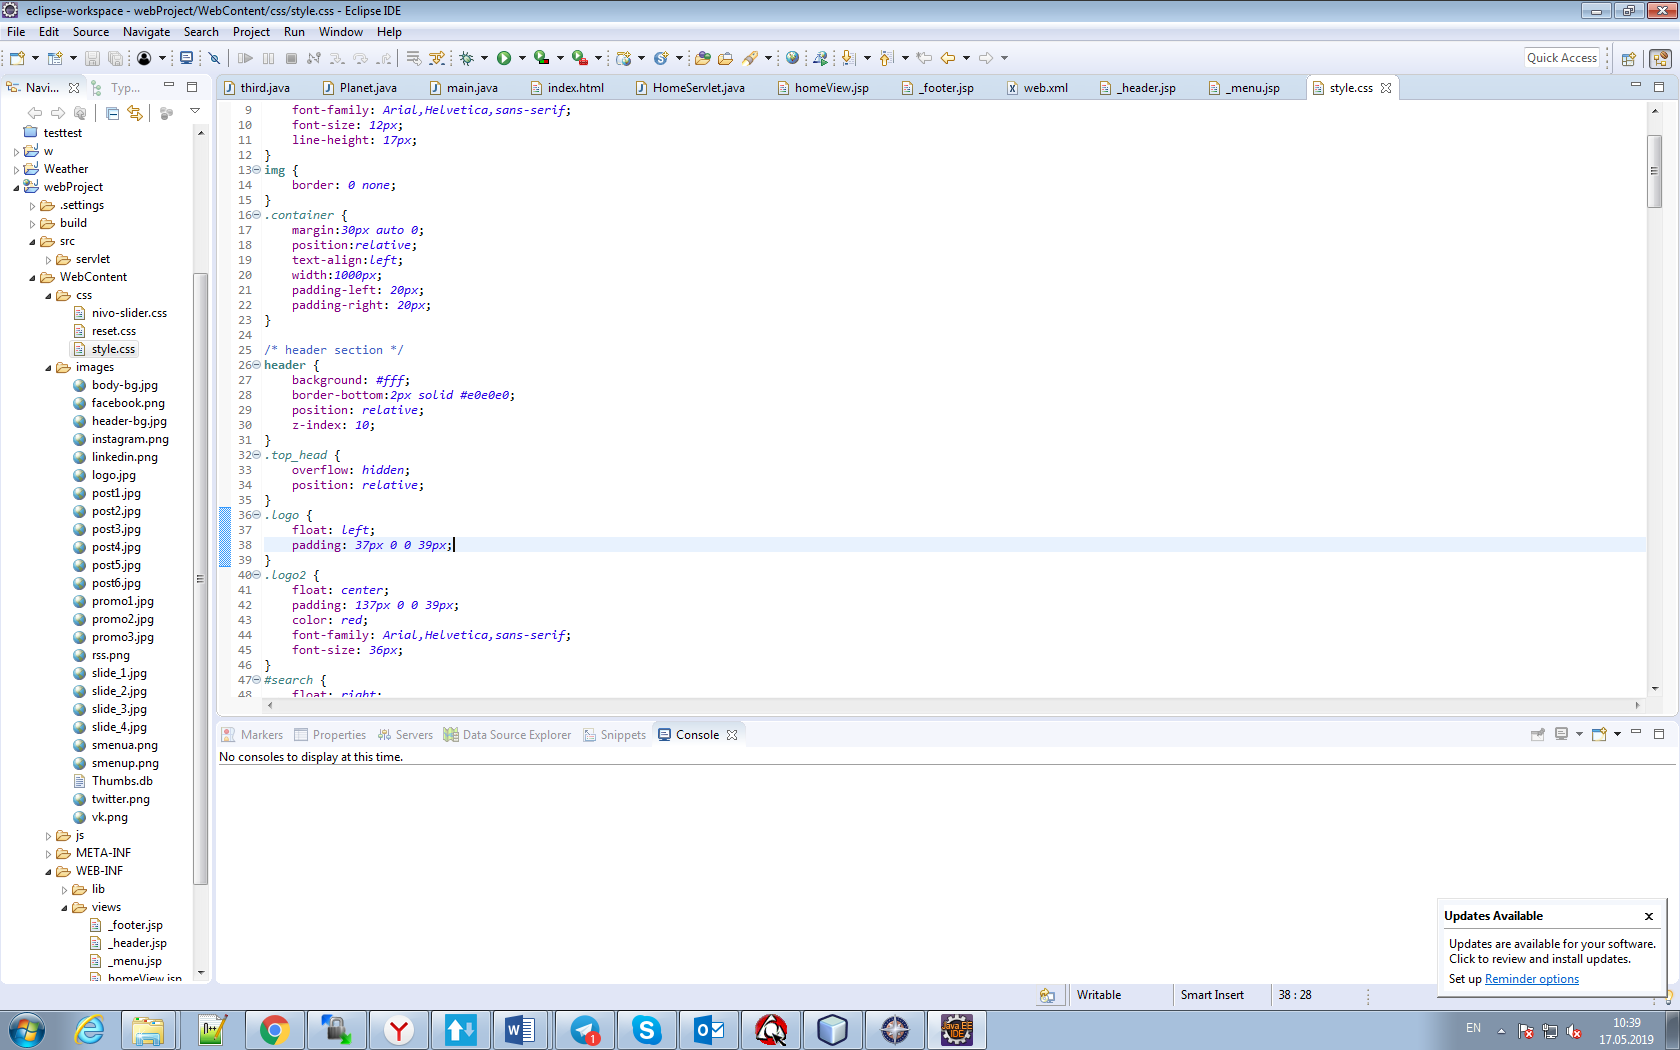 eclipse-workspace - webProject/WebContent/css/style.css - Eclipse IDE
File Edit Source Navigate Search Project Run Window Help
Quick Access
Navi... Typ...
third.java Planet.java main.java index.html HomeServlet.java homeView.jsp _footer.jsp web.xml _header.jsp _menu.jsp style.css
testtest
w
Weather
webProject
.settings
build
src
servlet
WebContent
css
nivo-slider.css
reset.css
style.css
images
body-bg.jpg
facebook.png
header-bg.jpg
instagram.png
linkedin.png
logo.jpg
post1.jpg
post2.jpg
post3.jpg
post4.jpg
post5.jpg
post6.jpg
promo1.jpg
promo2.jpg
promo3.jpg
rss.png
slide_1.jpg
slide_2.jpg
slide_3.jpg
slide_4.jpg
smenua.png
smenup.png
Thumbs.db
twitter.png
vk.png
js
META-INF
WEB-INF
lib
views
_footer.jsp
_header.jsp
_menu.jsp
homeView.jsp
9 font-family: Arial,Helvetica,sans-serif;
10 font-size: 12px;
11 line-height: 17px;
12 }
13 img {
14 border: 0 none;
15 }
16 .container {
17 margin:30px auto 0;
18 position:relative;
19 text-align:left;
20 width:1000px;
21 padding-left: 20px;
22 padding-right: 20px;
23 }
24
25 /* header section */
26 header {
27 background: #fff;
28 border-bottom:2px solid #e0e0e0;
29 position: relative;
30 z-index: 10;
31 }
32 .top_head {
33 overflow: hidden;
34 position: relative;
35 }
36 .logo {
37 float: left;
38 padding: 37px 0 0 39px;
39 }
40 .logo2 {
41 float: center;
42 padding: 137px 0 0 39px;
43 color: red;
44 font-family: Arial,Helvetica,sans-serif;
45 font-size: 36px;
46 }
47 #search {
48 float: right;
Markers Properties Servers Data Source Explorer Snippets Console
No consoles to display at this time.
Updates Available x
Updates are available for your software.
Click to review and install updates.
Set up Reminder options
Writable Smart Insert 38 : 28
n++
W
1
Java EE
IDE
EN
10:39
17.05.2019